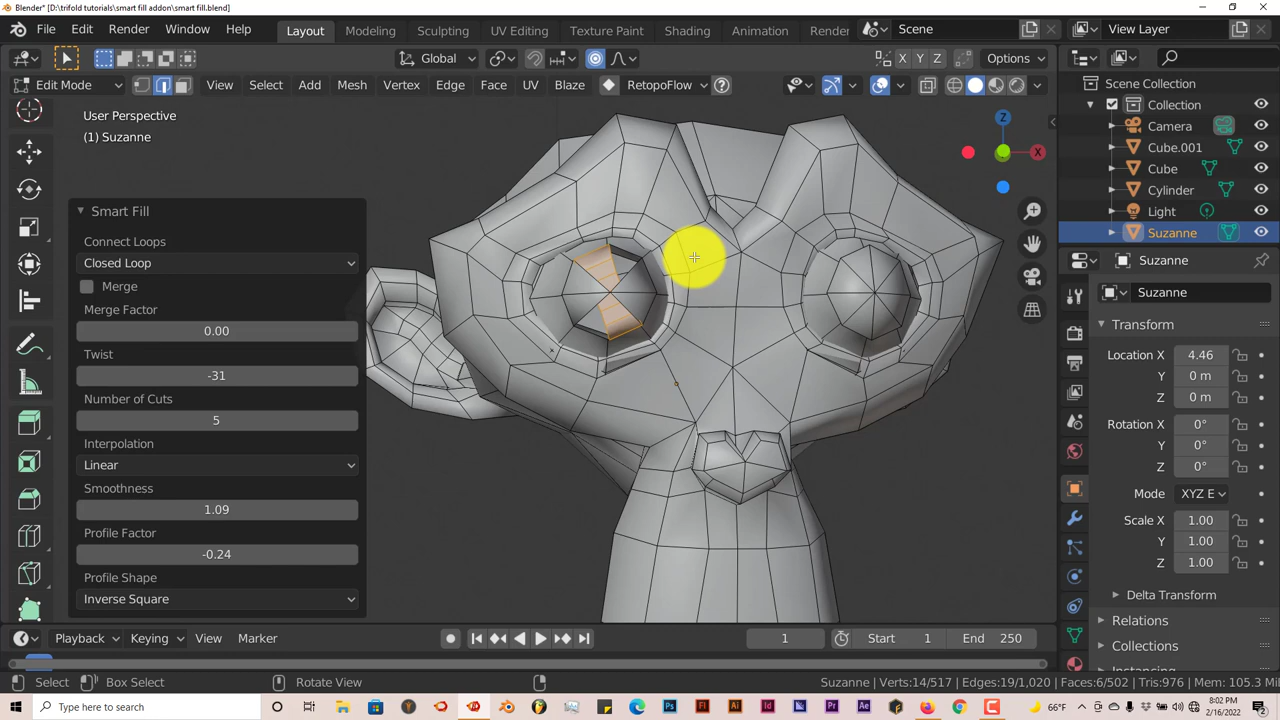 Blender* [D:\trifold tutorials\smart fill addon\smart fill.blend]
File Edit Render Window Help Layout Modeling Sculpting UV Editing Texture Paint Shading Animation Render Scene View Layer
Global X Y Z Options
Edit Mode View Select Add Mesh Vertex Edge Face UV Blaze RetopoFlow
User Perspective
(1) Suzanne
Smart Fill
Connect Loops
Closed Loop
Merge
Merge Factor
0.00
Twist
-31
Number of Cuts
5
Interpolation
Linear
Smoothness
1.09
Profile Factor
-0.24
Profile Shape
Inverse Square
Z
X
Scene Collection
Collection
Camera
Cube.001
Cube
Cylinder
Light
Suzanne
Suzanne
Suzanne
Transform
Location X 4.46
Y 0 m
Z 0 m
Rotation X 0°
Y 0°
Z 0°
Mode XYZ E
Scale X 1.00
Y 1.00
Z 1.00
Delta Transform
Relations
Collections
Instancing
Playback Keying View Marker 1 Start 1 End 250
Select Box Select Rotate View Suzanne | Verts:14/517 | Edges:19/1,020 | Faces:6/502 | Tris:976 | Mem: 105.3 Mi
Type here to search 66°F 8:02 PM
2/16/2022